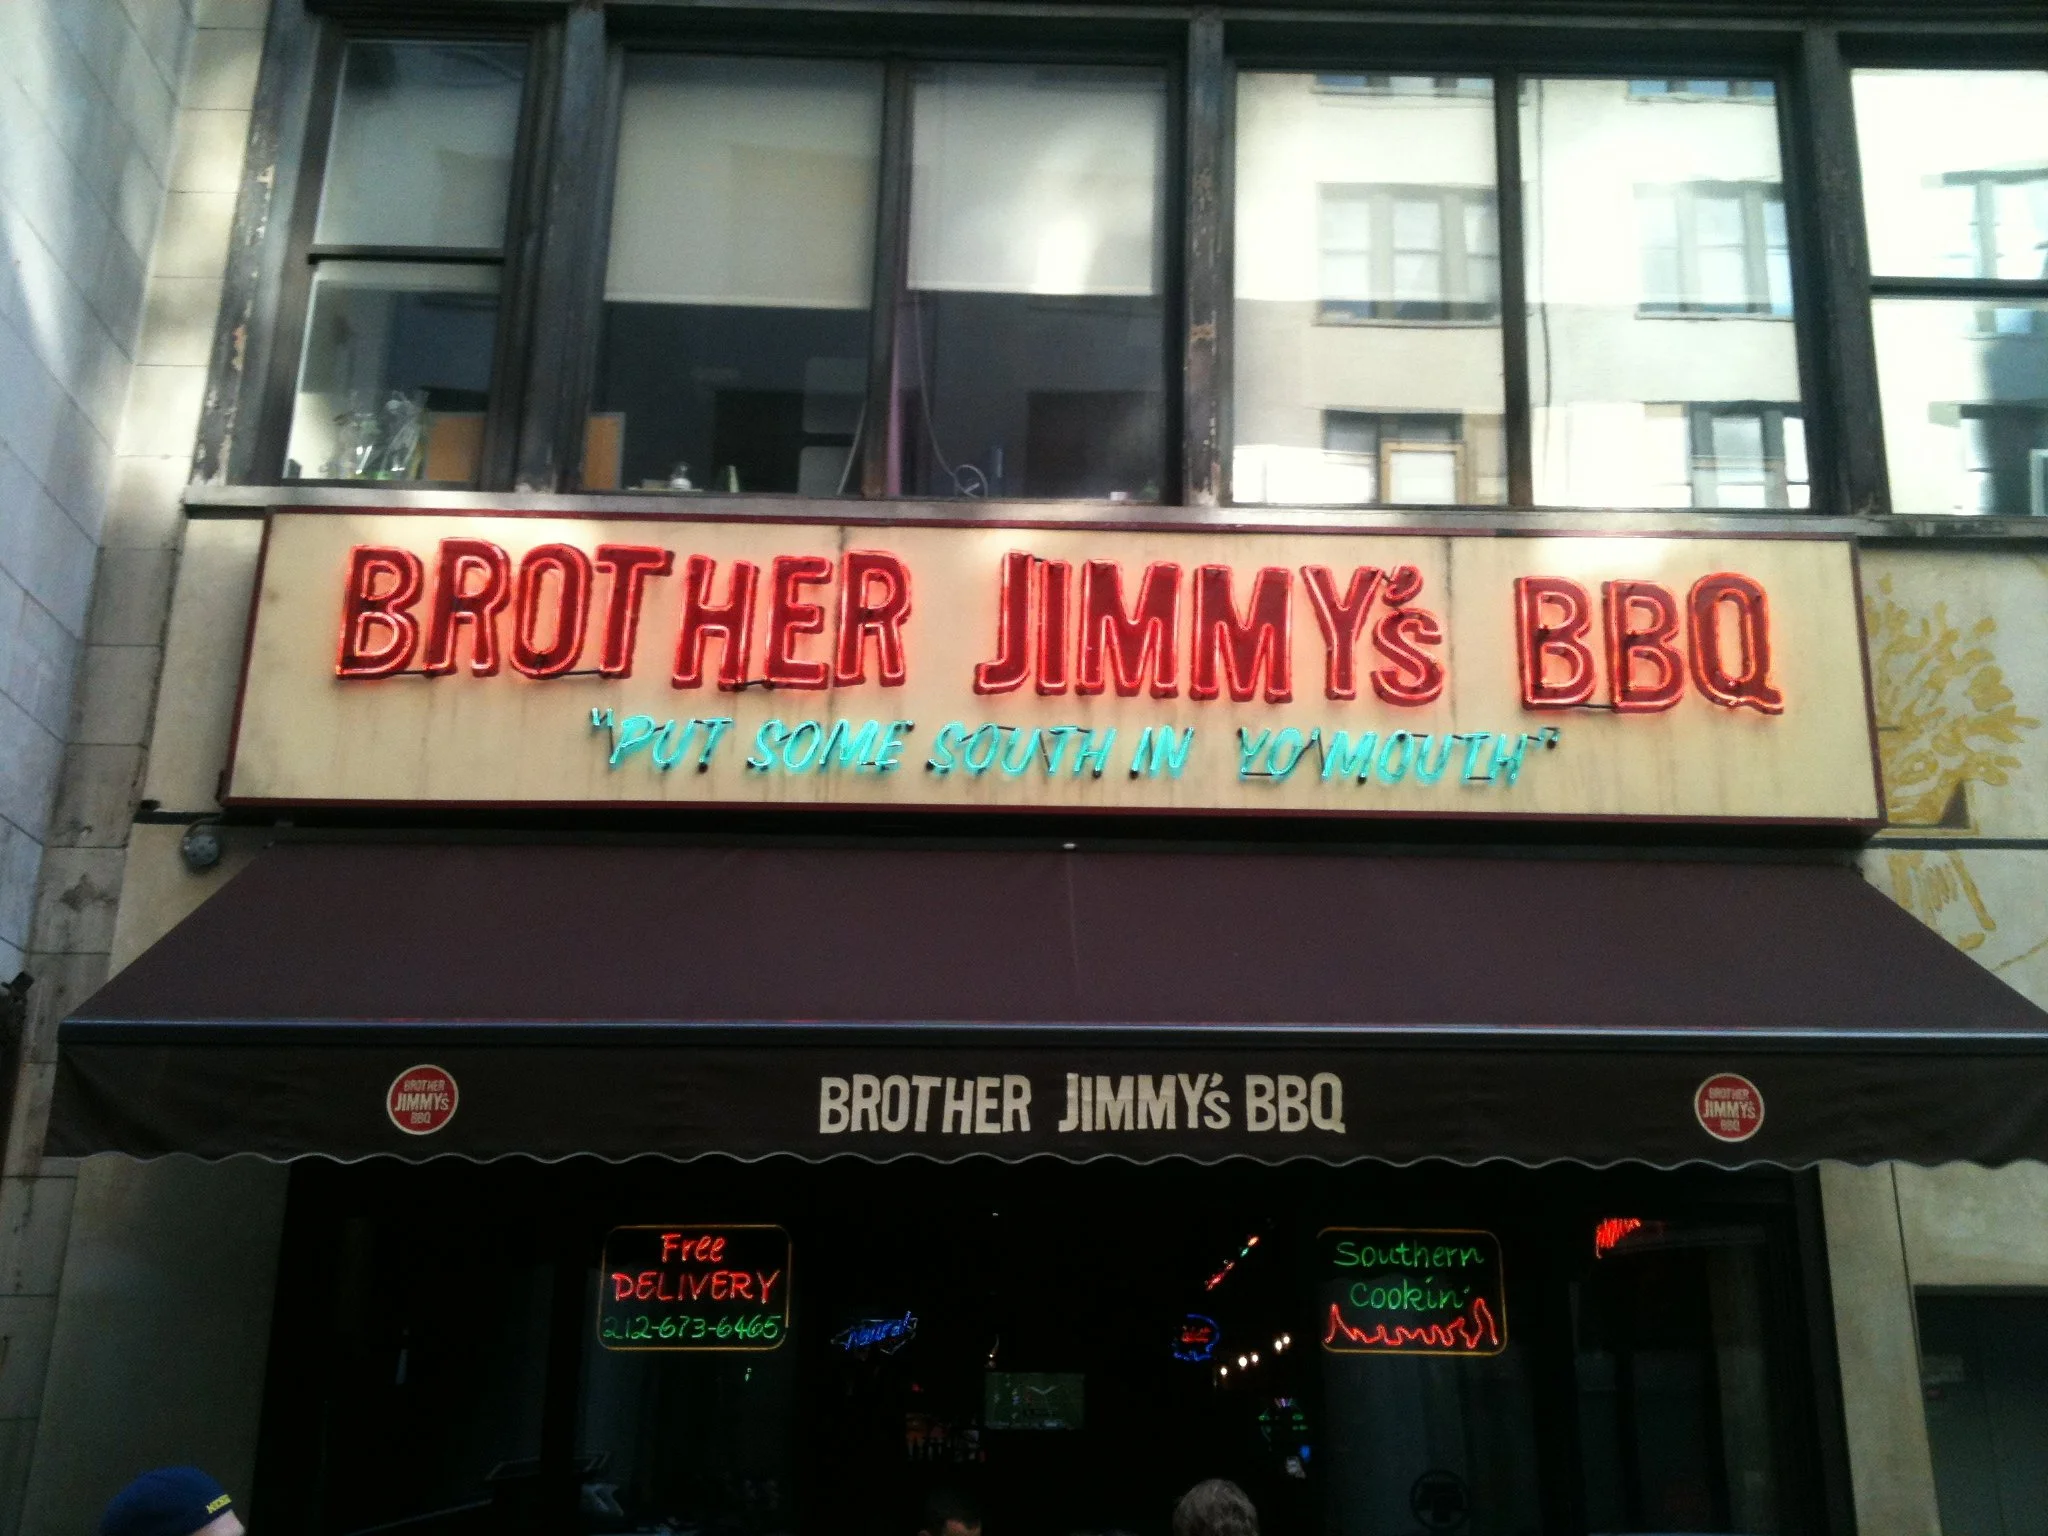 BROTHER JIMMY'S BBQ
"PUT SOME SOUTH IN YO' MOUTH"
BROTHER
JIMMY'S
BBQ
BROTHER JIMMY'S BBQ
BROTHER
JIMMY'S
BBQ
Free
DELIVERY
212-673-6465
Southern
Cookin'